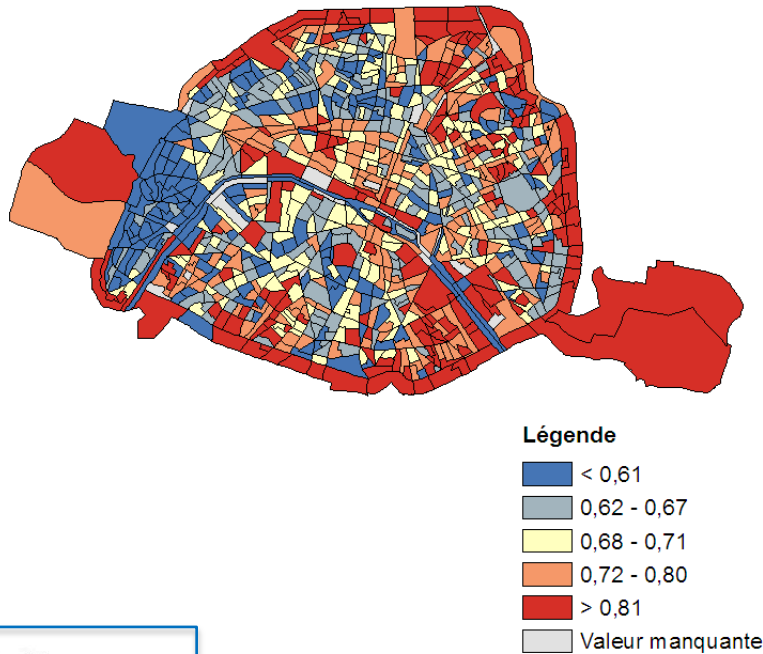 Légende
< 0,61
0,62 - 0,67
0,68 - 0,71
0,72 - 0,80
> 0,81
Valeur manquante